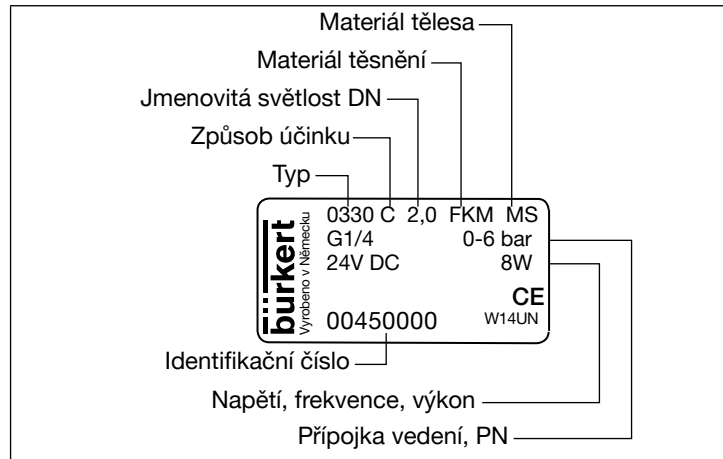 Materiál tělesa
Materiál těsnění
Jmenovitá světlost DN
Způsob účinku
Typ
bürkert
Vyrobeno v Německu
0330 C 2,0 FKM MS
G1/4 0-6 bar
24V DC 8W
CE
00450000 W14UN
Identifikační číslo
Napětí, frekvence, výkon
Přípojka vedení, PN